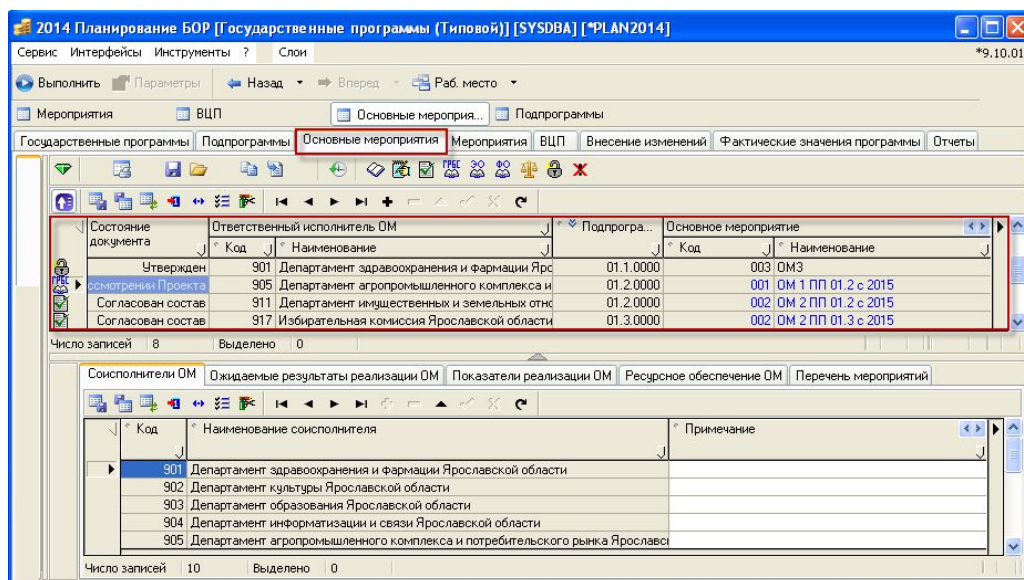 2014 Планирование БОР [Государственные программы (Типовой)] [SYSDBA] [*PLAN2014]
Сервис Интерфейсы Инструменты ? Слои *9.10.01
Выполнить Параметры Назад Вперед Раб. место
Мероприятия ВЦП Основные мероприя... Подпрограммы
Государственные программы Подпрограммы Основные мероприятия Мероприятия ВЦП Внесение изменений Фактические значения программы Отчеты
Состояние документа Ответственный исполнитель ОМ Подпрогра... Основное мероприятие
Код Наименование Код Наименование
Утвержден 901 Департамент здравоохранения и фармации Ярс 01.1.0000 003 ОМ3
ссмотрении Проекта 905 Департамент агропромышленного комплекса и 01.2.0000 001 ОМ 1 ПП 01.2 с 2015
Согласован состав 911 Департамент имущественных и земельных отно 01.2.0000 002 ОМ 2 ПП 01.2 с 2015
Согласован состав 917 Избирательная комиссия Ярославской области 01.3.0000 002 ОМ 2 ПП 01.3 с 2015
Число записей 8 Выделено 0
Соисполнители ОМ Ожидаемые результаты реализации ОМ Показатели реализации ОМ Ресурсное обеспечение ОМ Перечень мероприятий
Код Наименование соисполнителя Примечание
901 Департамент здравоохранения и фармации Ярославской области
902 Департамент культуры Ярославской области
903 Департамент образования Ярославской области
904 Департамент информатизации и связи Ярославской области
905 Департамент агропромышленного комплекса и потребительского рынка Ярославс
Число записей 10 Выделено 0